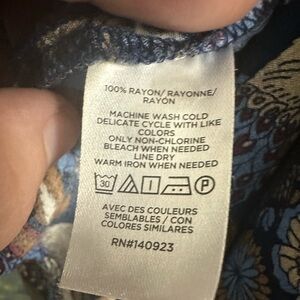 100% RAYON/ RAYONNE/
RAYÓN
MACHINE WASH COLD
DELICATE CYCLE WITH LIKE
COLORS
ONLY NON-CHLORINE
BLEACH WHEN NEEDED
LINE DRY
WARM IRON WHEN NEEDED
30 P
AVEC DES COULEURS
SEMBLABLES / CON
COLORES SIMILARES
RN#140923